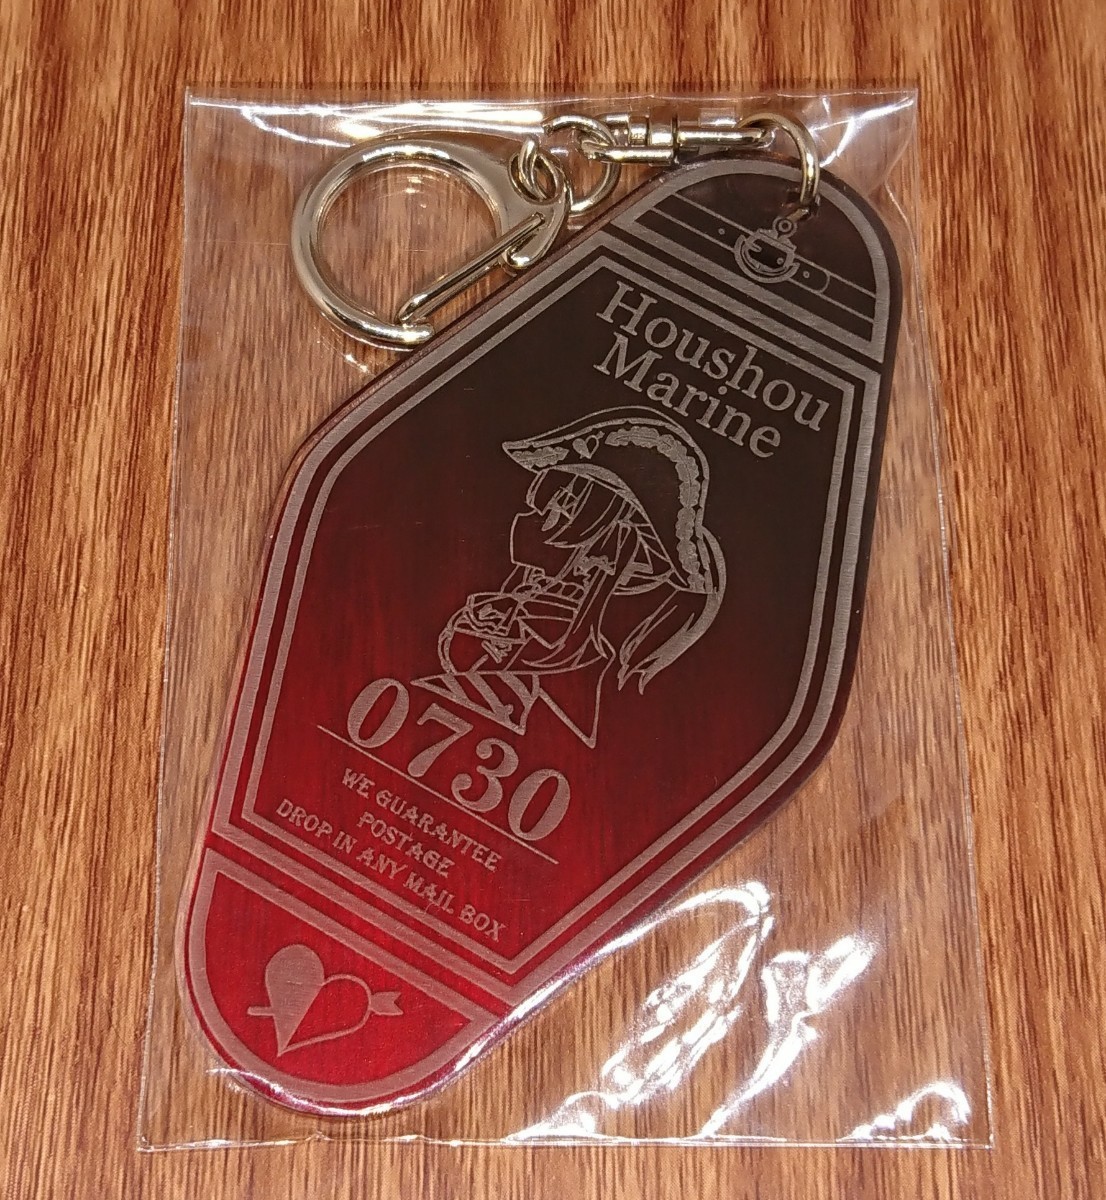 Houshou
Marine
0730
WE GUARANTEE
POSTAGE
DROP IN ANY MAIL BOX